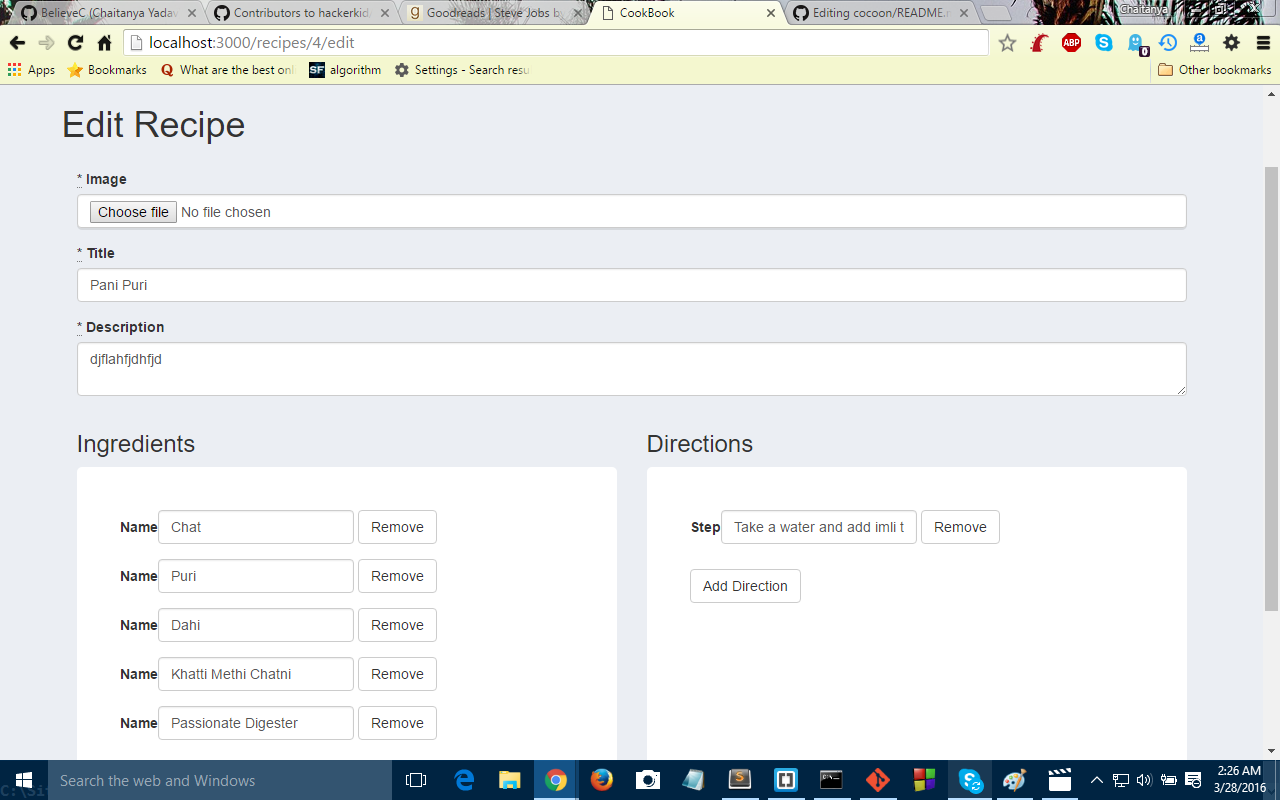 BelieveC (Chaitanya Yadav
Contributors to hackerkid
Goodreads | Steve Jobs b
CookBook
Editing cocoon/README.m
Chaitanya
localhost:3000/recipes/4/edit
ABP
0
a
Apps
Bookmarks
Q What are the best onl
SF algorithm
Settings - Search resu
Other bookmarks
Edit Recipe
* Image
Choose file No file chosen
* Title
Pani Puri
* Description
djflahfjdhfjd
Ingredients
Directions
Name Chat Remove
Step Take a water and add imli t Remove
Name Puri Remove
Add Direction
Name Dahi Remove
Name Khatti Methi Chatni Remove
Name Passionate Digester Remove
Search the web and Windows
2:26 AM
3/28/2016